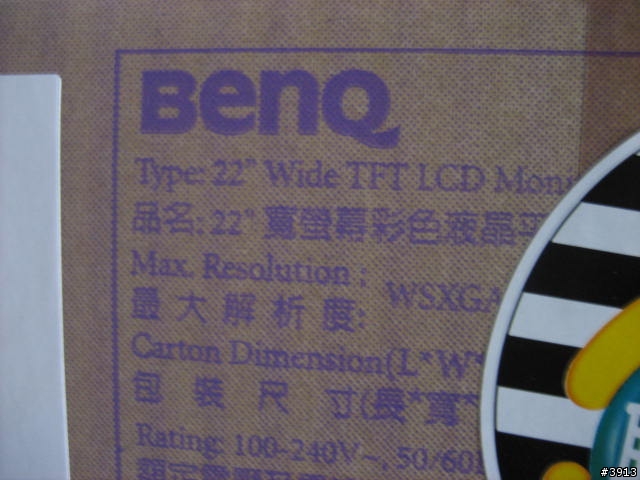 BenQ
Type: 22" Wide TFT LCD
品名: 22" 寬螢幕彩色液晶
Max. Resolution :
最大解析度: WSXGA
Carton Dimension(L*W*
包裝尺寸(長*寬*
Rating: 100-240V~, 50/60
#3913